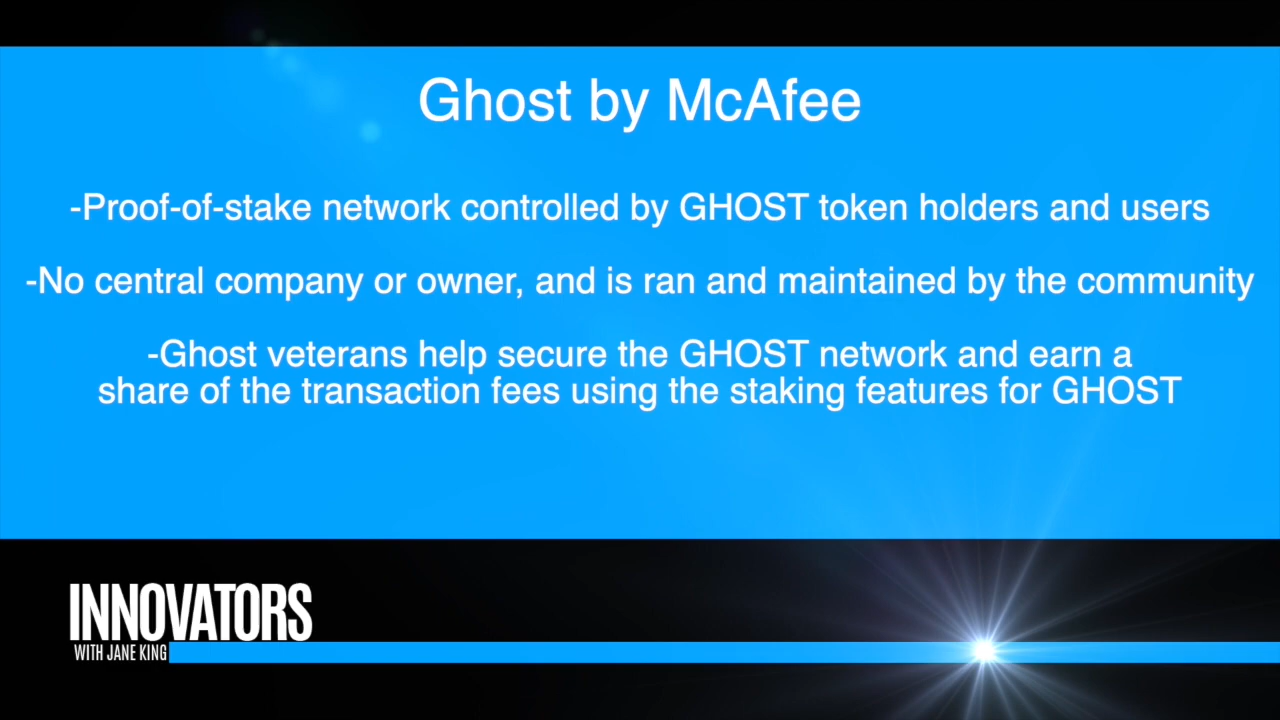 Ghost by McAfee
-Proof-of-stake network controlled by GHOST token holders and users
-No central company or owner, and is ran and maintained by the community
-Ghost veterans help secure the GHOST network and earn a
share of the transaction fees using the staking features for GHOST
INNOVATORS
WITH JANE KING